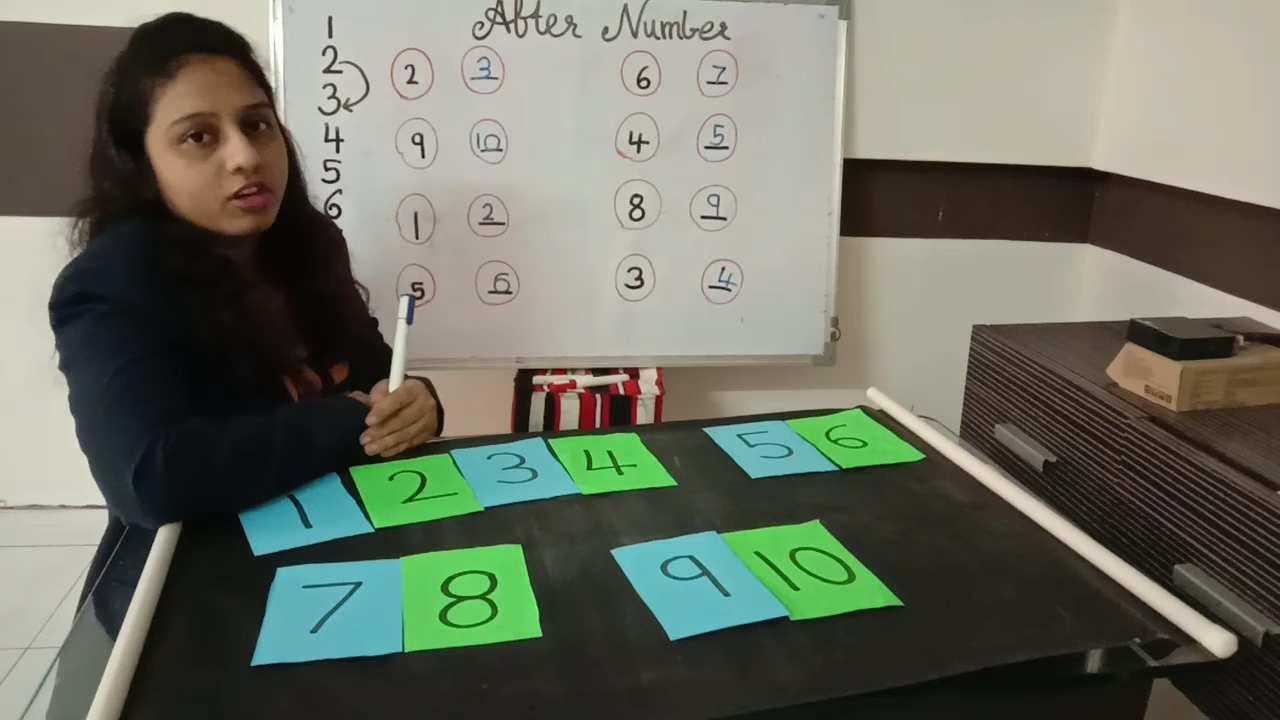 After Number
1
2
3
4
5
6
2 3 6 7
9 10 4 5
1 2 8 9
5 6 3 4
1 2 3 4 5 6
7 8 9 10